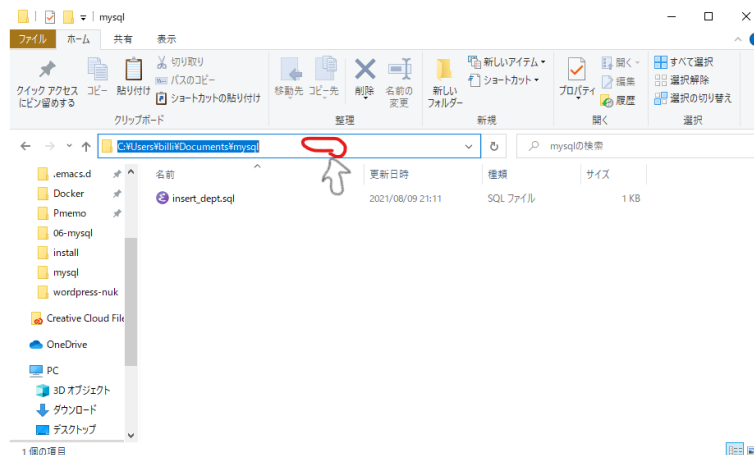 mysql
ファイル ホーム 共有 表示
クイック アクセス
にピン留めする
コピー
貼り付け
切り取り
パスのコピー
ショートカットの貼り付け
クリップボード
移動先 コピー先
削除
名前の
変更
整理
新しい
フォルダー
新しいアイテム
ショートカット
新規
プロパティ
開く
編集
履歴
開く
すべて選択
選択解除
選択の切り替え
選択
C:¥Users¥billi¥Documents¥mysql
mysqlの検索
名前 更新日時 種類 サイズ
insert_dept.sql 2021/08/09 21:11 SQL ファイル 1 KB
.emacs.d
Docker
Pmemo
06-mysql
install
mysql
wordpress-nuk
Creative Cloud File
OneDrive
PC
3D オブジェクト
ダウンロード
デスクトップ
1 個の項目